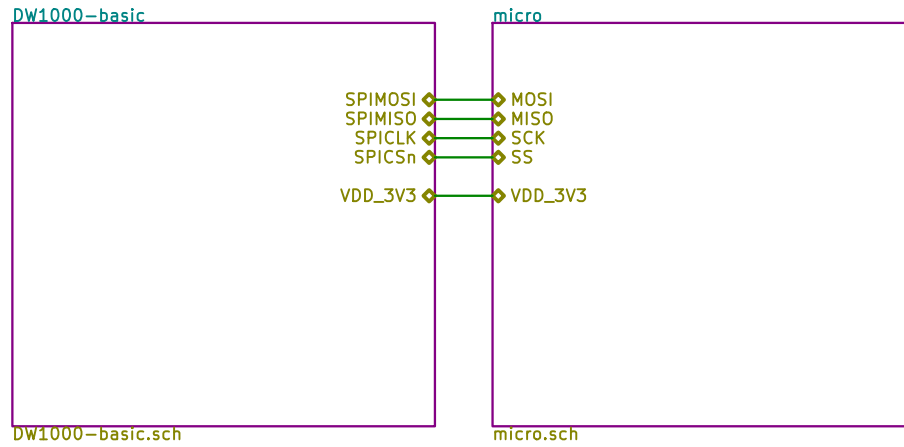 DW1000-basic
micro
SPIMOSI
MOSI
SPIMISO
MISO
SPICLK
SCK
SPICSn
SS
VDD_3V3
VDD_3V3
DW1000-basic.sch
micro.sch